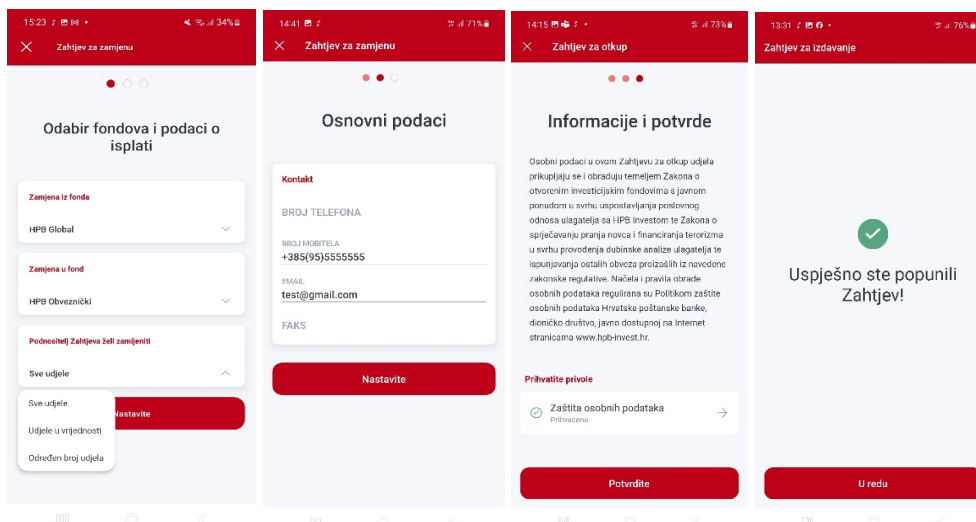 15:23
34%
Zahtjev za zamjenu
Odabir fondova i podaci o
isplati
Zamjena iz fonda
HPB Global
Zamjena u fond
HPB Obveznički
Podnositelj Zahtjeva želi zamijeniti
Sve udjele
Sve udjele
Nastavite
Udjele u vrijednosti
Određen broj udjela
14:41
71%
Zahtjev za zamjenu
Osnovni podaci
Kontakt
BROJ TELEFONA
BROJ MOBITELA
+385(95)5555555
EMAIL
test@gmail.com
FAKS
Nastavite
14:15
73%
Zahtjev za otkup
Informacije i potvrde
Osobni podaci u ovom Zahtjevu za otkup udjela
prikupljaju se i obrađuju temeljem Zakona o
otvorenim investicijskim fondovima s javnom
ponudom u svrhu uspostavljanja poslovnog
odnosa ulagatelja sa HPB Investom te Zakona o
sprječavanju pranja novca i financiranja terorizma
u svrhu provođenja dubinske analize ulagatelja te
ispunjavanja ostalih obveza proizašlih iz navedene
zakonske regulative. Načela i pravila obrade
osobnih podataka regulirana su Politikom zaštite
osobnih podataka Hrvatske poštanske banke,
dioničko društvo, javno dostupnoj na Internet
stranicama www.hpb-invest.hr.
Prihvatite privole
Zaštita osobnih podataka
Prihvaćeno
Potvrdite
13:31
76%
Zahtjev za izdavanje
Uspješno ste popunili
Zahtjev!
U redu